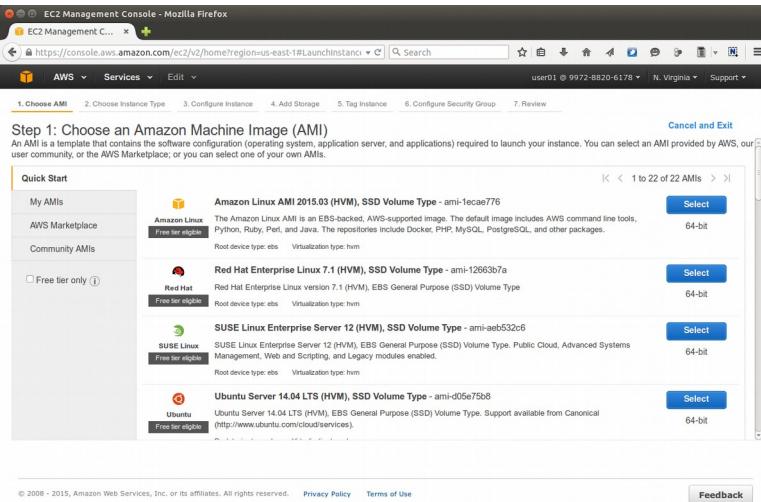 EC2 Management Console - Mozilla Firefox
EC2 Management C...
https://console.aws.amazon.com/ec2/v2/home?region=us-east-1#LaunchInstance
Search
AWS Services Edit
user01 @ 9972-8820-6178 N. Virginia Support
1. Choose AMI 2. Choose Instance Type 3. Configure Instance 4. Add Storage 5. Tag Instance 6. Configure Security Group 7. Review
Step 1: Choose an Amazon Machine Image (AMI)
Cancel and Exit
An AMI is a template that contains the software configuration (operating system, application server, and applications) required to launch your instance. You can select an AMI provided by AWS, our
user community, or the AWS Marketplace; or you can select one of your own AMIs.
Quick Start
My AMIs
AWS Marketplace
Community AMIs
Free tier only
1 to 22 of 22 AMIs
Amazon Linux
Free tier eligible
Amazon Linux AMI 2015.03 (HVM), SSD Volume Type - ami-1ecae776
The Amazon Linux AMI is an EBS-backed, AWS-supported image. The default image includes AWS command line tools,
Python, Ruby, Perl, and Java. The repositories include Docker, PHP, MySQL, PostgreSQL, and other packages.
Root device type: ebs Virtualization type: hvm
Select
64-bit
Red Hat
Free tier eligible
Red Hat Enterprise Linux 7.1 (HVM), SSD Volume Type - ami-12663b7a
Red Hat Enterprise Linux version 7.1 (HVM), EBS General Purpose (SSD) Volume Type
Root device type: ebs Virtualization type: hvm
Select
64-bit
SUSE Linux
Free tier eligible
SUSE Linux Enterprise Server 12 (HVM), SSD Volume Type - ami-aeb532c6
SUSE Linux Enterprise Server 12 (HVM), EBS General Purpose (SSD) Volume Type. Public Cloud, Advanced Systems
Management, Web and Scripting, and Legacy modules enabled.
Root device type: ebs Virtualization type: hvm
Select
64-bit
Ubuntu
Free tier eligible
Ubuntu Server 14.04 LTS (HVM), SSD Volume Type - ami-d05e75b8
Ubuntu Server 14.04 LTS (HVM), EBS General Purpose (SSD) Volume Type. Support available from Canonical
(http://www.ubuntu.com/cloud/services).
Select
64-bit
© 2008 - 2015, Amazon Web Services, Inc. or its affiliates. All rights reserved. Privacy Policy Terms of Use
Feedback